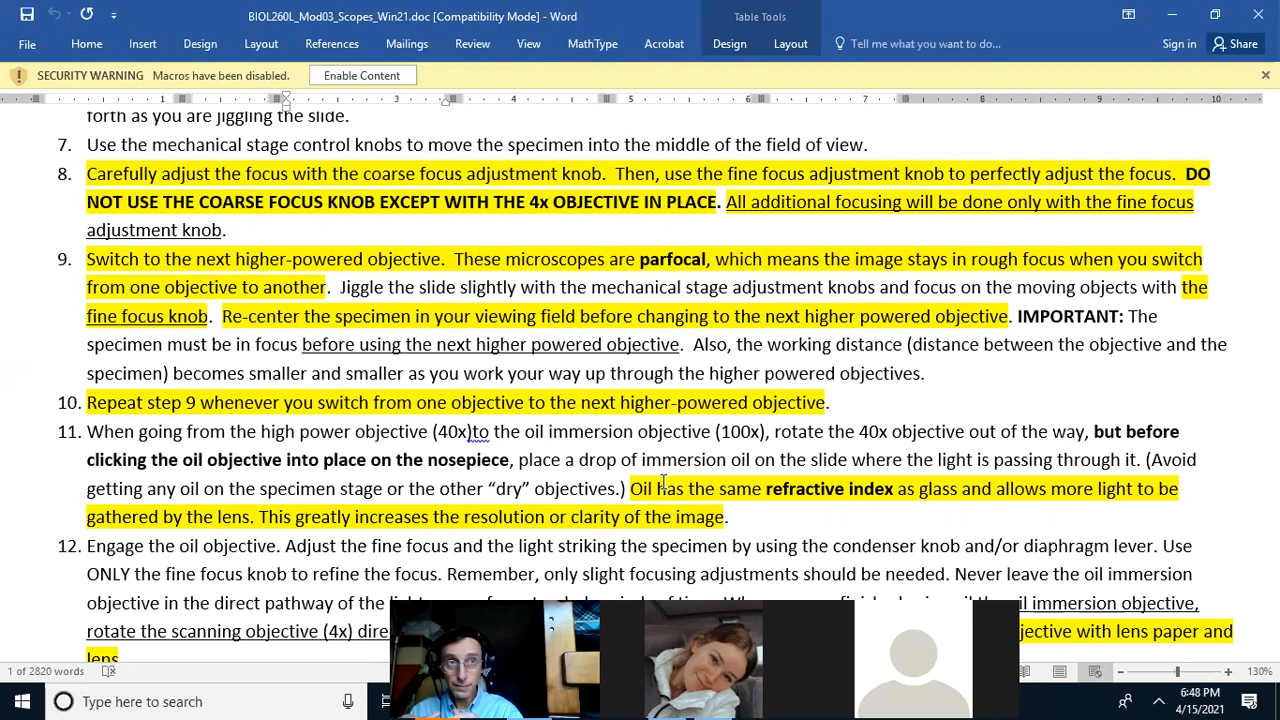 BIOL260L_Mod03_Scopes_Win21.doc [Compatibility Mode] - Word
Table Tools
File
Home
Insert
Design
Layout
References
Mailings
Review
View
MathType
Acrobat
Design
Layout
Tell me what you want to do...
Sign in
Share
SECURITY WARNING Macros have been disabled.
Enable Content
1 3 4 5 6 7 8 9 10
forth as you are jiggling the slide.
7. Use the mechanical stage control knobs to move the specimen into the middle of the field of view.
8. Carefully adjust the focus with the coarse focus adjustment knob. Then, use the fine focus adjustment knob to perfectly adjust the focus. DO
NOT USE THE COARSE FOCUS KNOB EXCEPT WITH THE 4x OBJECTIVE IN PLACE. All additional focusing will be done only with the fine focus
adjustment knob.
9. Switch to the next higher-powered objective. These microscopes are parfocal, which means the image stays in rough focus when you switch
from one objective to another. Jiggle the slide slightly with the mechanical stage adjustment knobs and focus on the moving objects with the
fine focus knob. Re-center the specimen in your viewing field before changing to the next higher powered objective. IMPORTANT: The
specimen must be in focus before using the next higher powered objective. Also, the working distance (distance between the objective and the
specimen) becomes smaller and smaller as you work your way up through the higher powered objectives.
10. Repeat step 9 whenever you switch from one objective to the next higher-powered objective.
11. When going from the high power objective (40x)to the oil immersion objective (100x), rotate the 40x objective out of the way, but before
clicking the oil objective into place on the nosepiece, place a drop of immersion oil on the slide where the light is passing through it. (Avoid
getting any oil on the specimen stage or the other “dry” objectives.) Oil has the same refractive index as glass and allows more light to be
gathered by the lens. This greatly increases the resolution or clarity of the image.
12. Engage the oil objective. Adjust the fine focus and the light striking the specimen by using the condenser knob and/or diaphragm lever. Use
ONLY the fine focus knob to refine the focus. Remember, only slight focusing adjustments should be needed. Never leave the oil immersion
objective in the direct pathway of the immersion objective,
rotate the scanning objective (4x) with lens paper and
lens
1 of 2820 words
130%
Type here to search
6:48 PM
4/15/2021